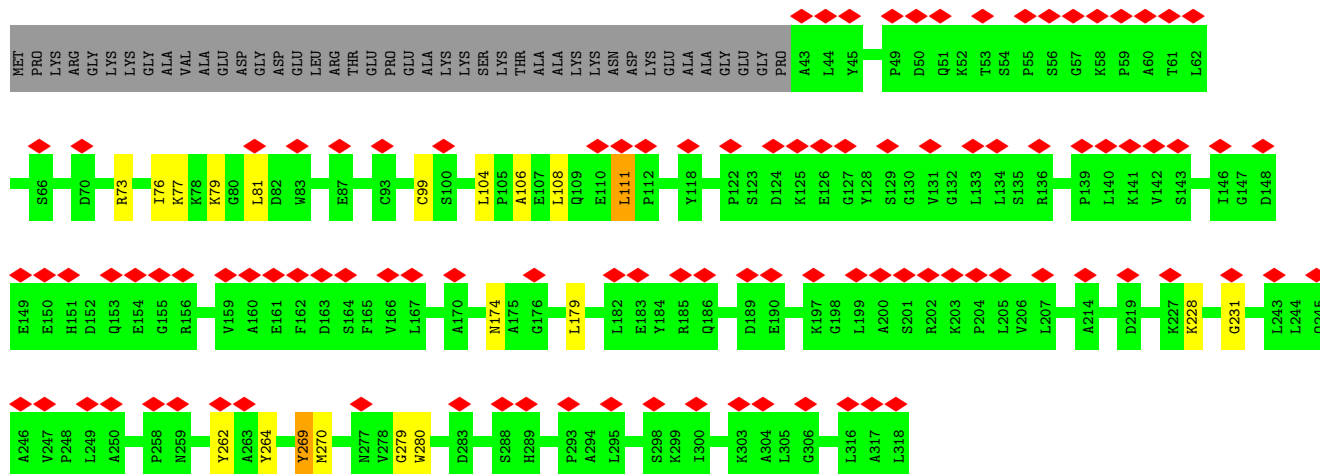 MET PRO LYS ARG GLY LYS LYS GLY ALA VAL ALA GLU ASP GLY ASP GLU LEU ARG THR GLU PRO GLU ALA LYS LYS SER LYS THR ALA ALA LYS LYS ASN ASP LYS GLU ALA ALA GLY GLU GLY PRO A43 L44 Y45 P49 D50 Q51 K52 T53 S54 P55 S56 G57 K58 P59 A60 T61 L62
S66 D70 R73 I76 K77 K78 K79 G80 L81 D82 W83 E87 C93 C99 S100 L104 P105 A106 E107 L108 Q109 E110 L111 P112 Y118 P122 S123 D124 K125 E126 G127 Y128 S129 G130 V131 G132 L133 L134 S135 R136 P139 L140 K141 V142 S143 I146 G147 D148
E149 E150 H151 D152 Q153 E154 G155 R156 V159 A160 E161 F162 D163 S164 F165 V166 L167 A170 N174 A175 G176 L179 L182 E183 Y184 R185 Q186 D189 E190 K197 G198 L199 A200 S201 R202 K203 P204 L205 V206 L207 A214 D219 K227 K228 G231 L243 L244
A246 V247 P248 L249 A250 P258 N259 Y262 A263 Y264 Y269 M270 N277 V278 G279 W280 D283 S288 H289 P293 A294 L295 S298 K299 I300 K303 A304 L305 G306 L316 A317 L318